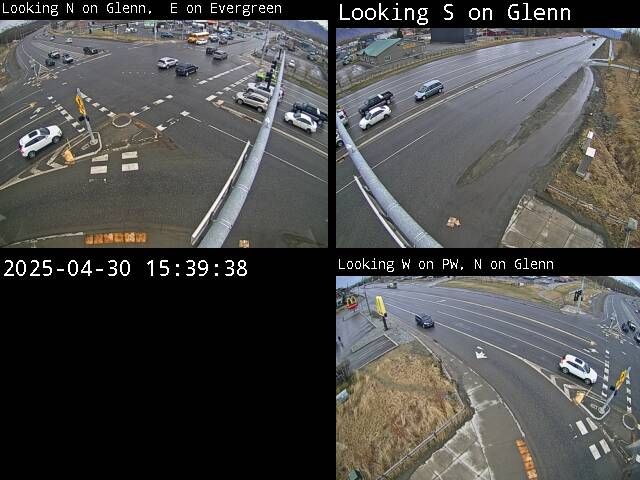 Looking N on Glenn,  E on Evergreen
Looking S on Glenn
2025-04-30 15:39:38
Looking W on PW, N on Glenn